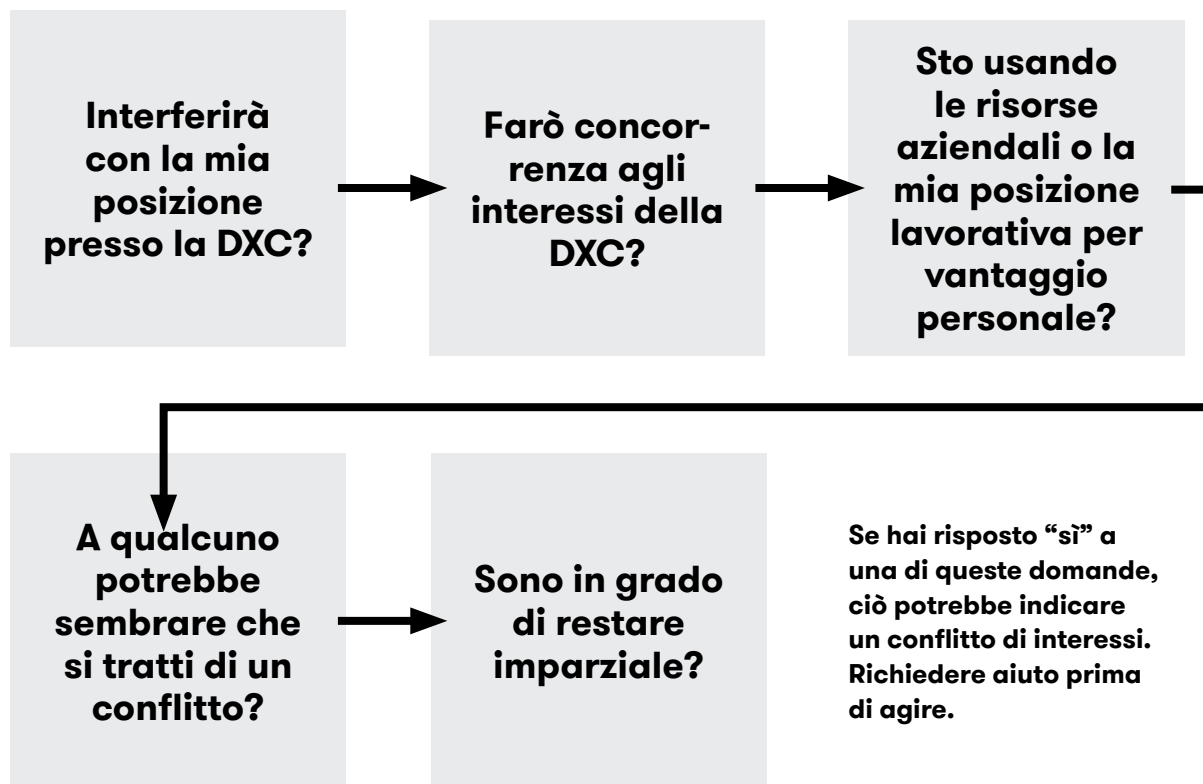 Interferirà
con la mia
posizione
presso la DXC?
Farò concor-
renza agli
interessi della
DXC?
Sto usando
le risorse
aziendali o la
mia posizione
lavorativa per
vantaggio
personale?
A qualcuno
potrebbe
sembrare che
si tratti di un
conflitto?
Sono in grado
di restare
imparziale?
Se hai risposto “sì” a
una di queste domande,
ciò potrebbe indicare
un conflitto di interessi.
Richiedere aiuto prima
di agire.